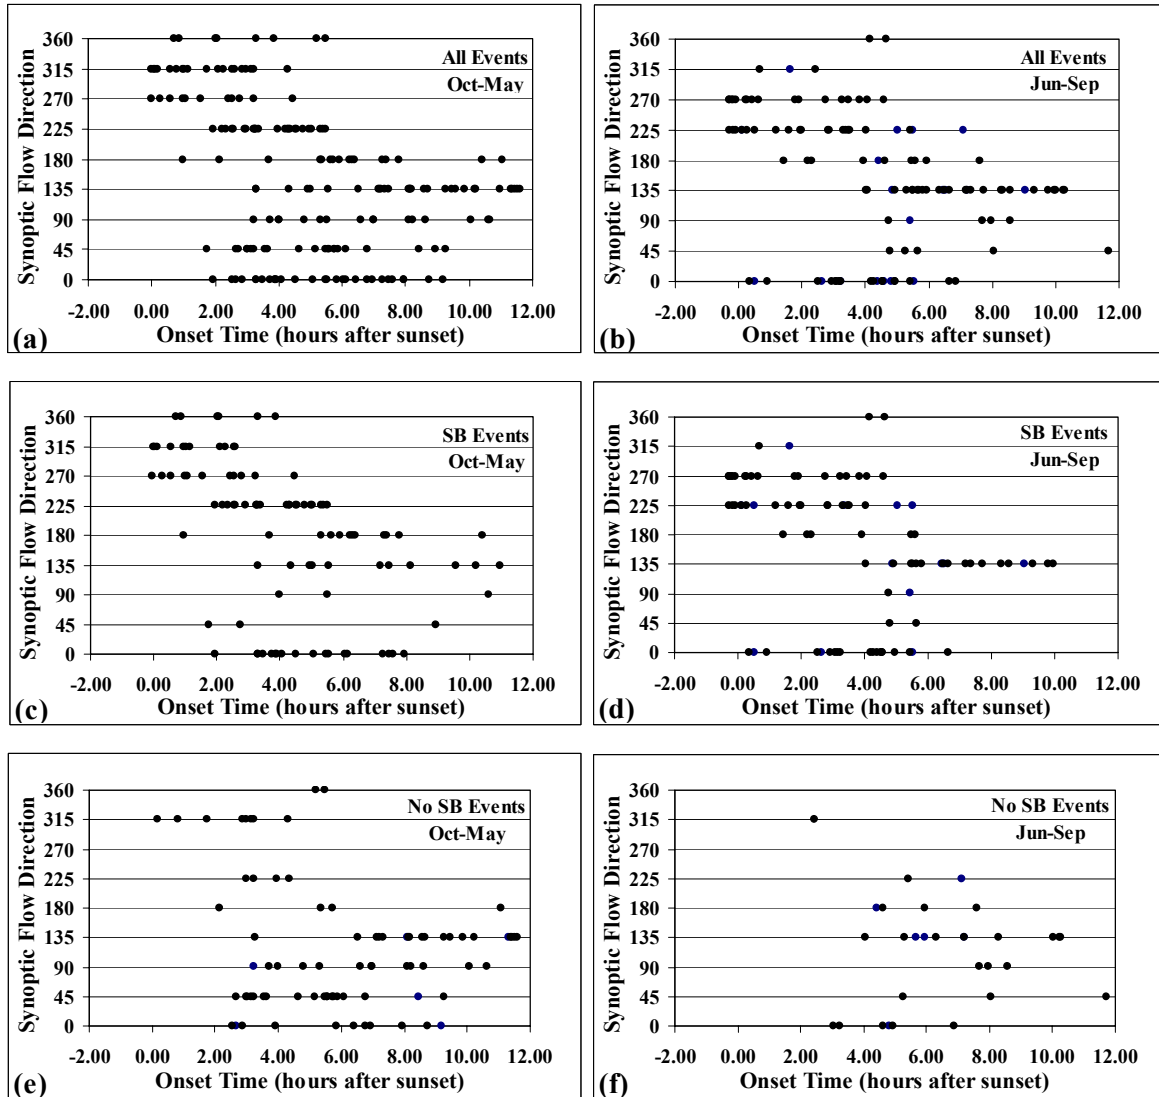 360
315
270
225
180
135
90
45
0
Synoptic Flow Direction
All Events
Oct-May
-2.00 0.00 2.00 4.00 6.00 8.00 10.00 12.00
Onset Time (hours after sunset)
(a)
360
315
270
225
180
135
90
45
0
Synoptic Flow Direction
All Events
Jun-Sep
-2.00 0.00 2.00 4.00 6.00 8.00 10.00 12.00
Onset Time (hours after sunset)
(b)
360
315
270
225
180
135
90
45
0
Synoptic Flow Direction
SB Events
Oct-May
-2.00 0.00 2.00 4.00 6.00 8.00 10.00 12.00
Onset Time (hours after sunset)
(c)
360
315
270
225
180
135
90
45
0
Synoptic Flow Direction
SB Events
Jun-Sep
-2.00 0.00 2.00 4.00 6.00 8.00 10.00 12.00
Onset Time (hours after sunset)
(d)
360
315
270
225
180
135
90
45
0
Synoptic Flow Direction
No SB Events
Oct-May
-2.00 0.00 2.00 4.00 6.00 8.00 10.00 12.00
Onset Time (hours after sunset)
(e)
360
315
270
225
180
135
90
45
0
Synoptic Flow Direction
No SB Events
Jun-Sep
-2.00 0.00 2.00 4.00 6.00 8.00 10.00 12.00
Onset Time (hours after sunset)
(f)